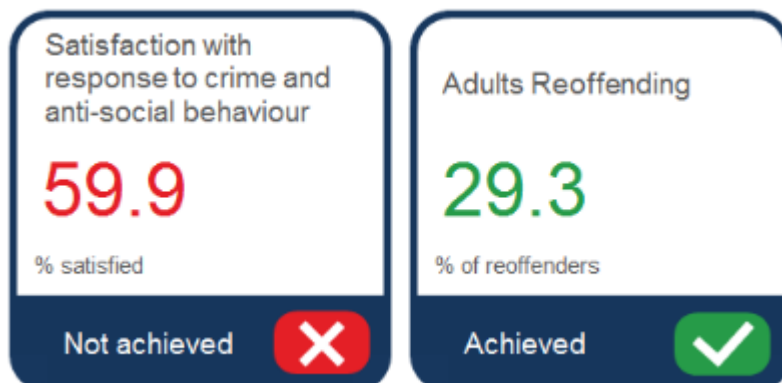 Satisfaction with
response to crime and
anti-social behaviour
59.9
% satisfied
Not achieved
Adults Reoffending
29.3
% of reoffenders
Achieved